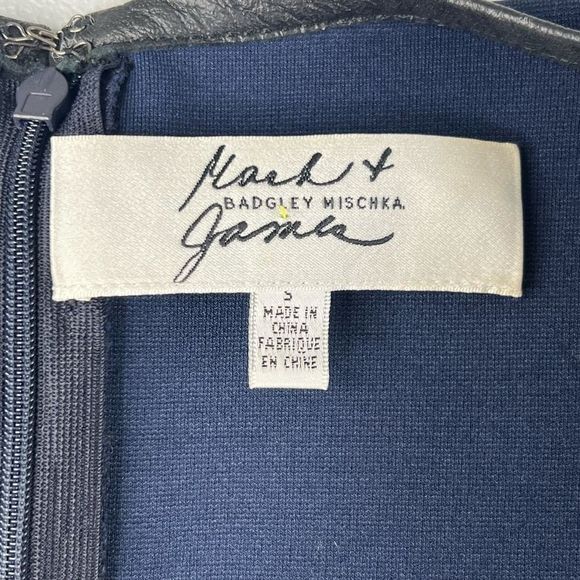 Mark +
BADGLEY MISCHKA
James
S
MADE IN
CHINA
FABRIQUE
EN CHINE